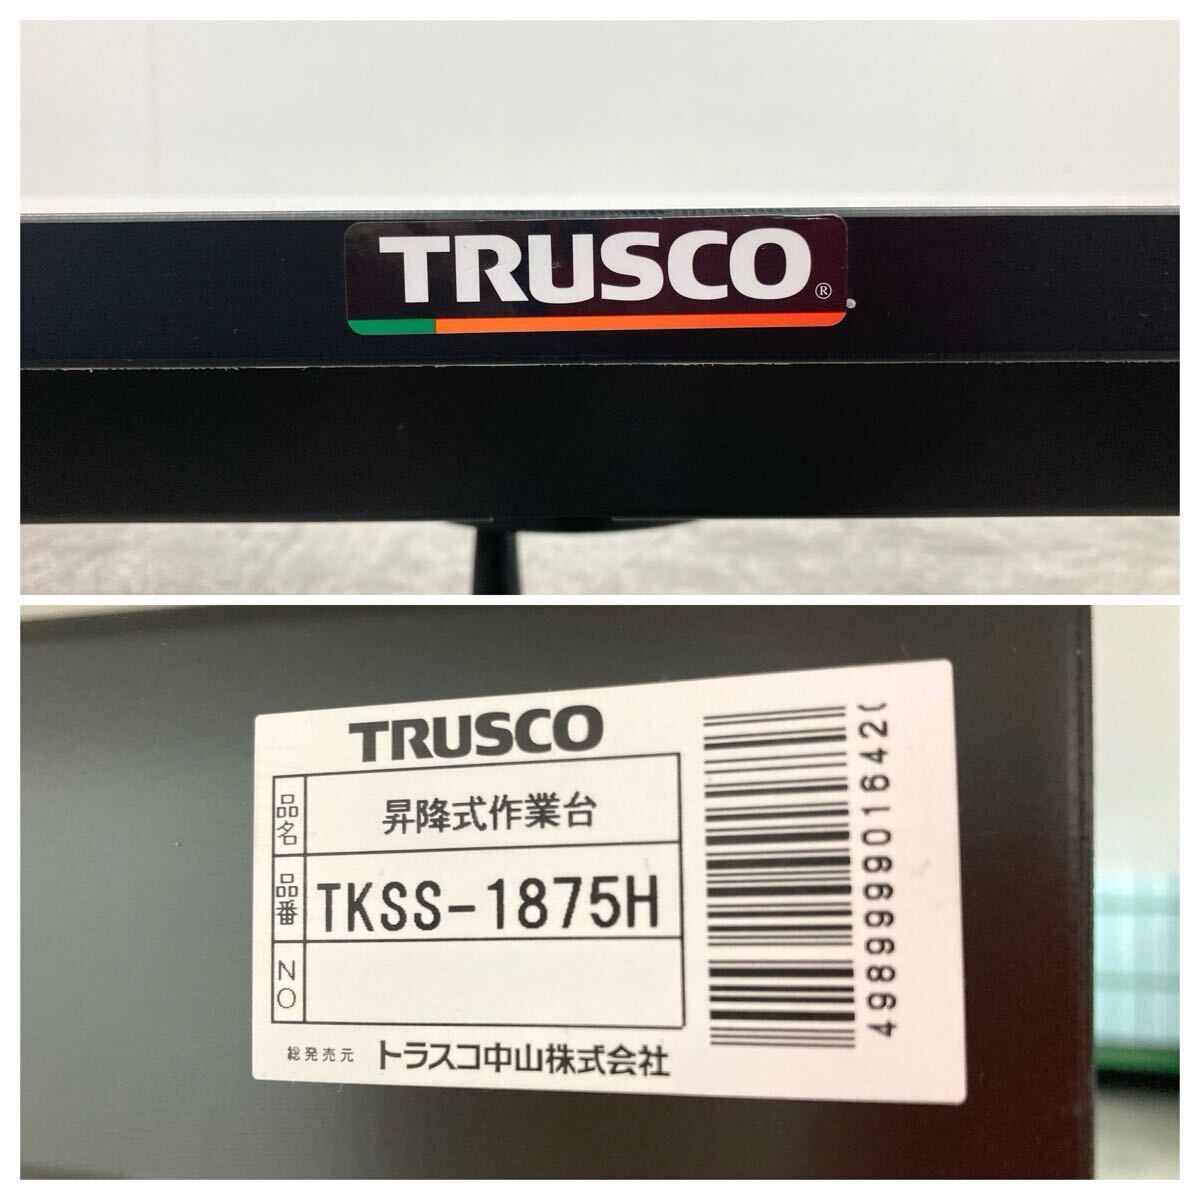 TRUSCO®
TRUSCO
品名 昇降式作業台
品番 TKSS-1875H
NO
総発売元 トラスコ中山株式会社